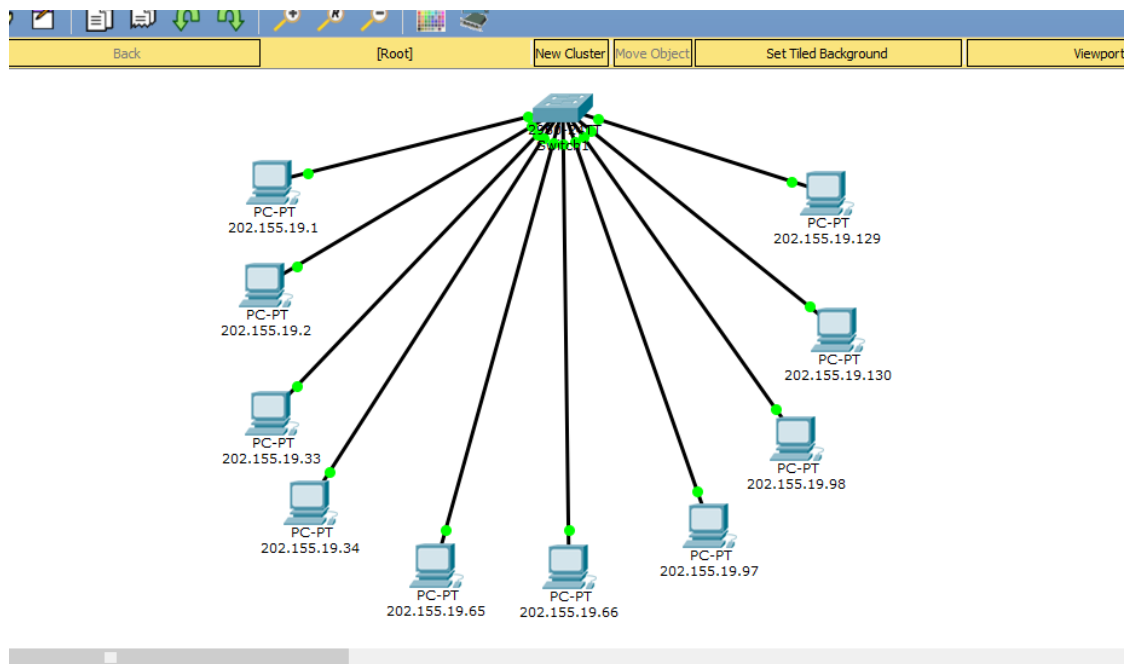 Back
[Root]
New Cluster
Move Object
Set Tiled Background
Viewport
2960-24TT
Switch1
PC-PT
202.155.19.1
PC-PT
202.155.19.2
PC-PT
202.155.19.33
PC-PT
202.155.19.34
PC-PT
202.155.19.65
PC-PT
202.155.19.66
PC-PT
202.155.19.97
PC-PT
202.155.19.98
PC-PT
202.155.19.130
PC-PT
202.155.19.129